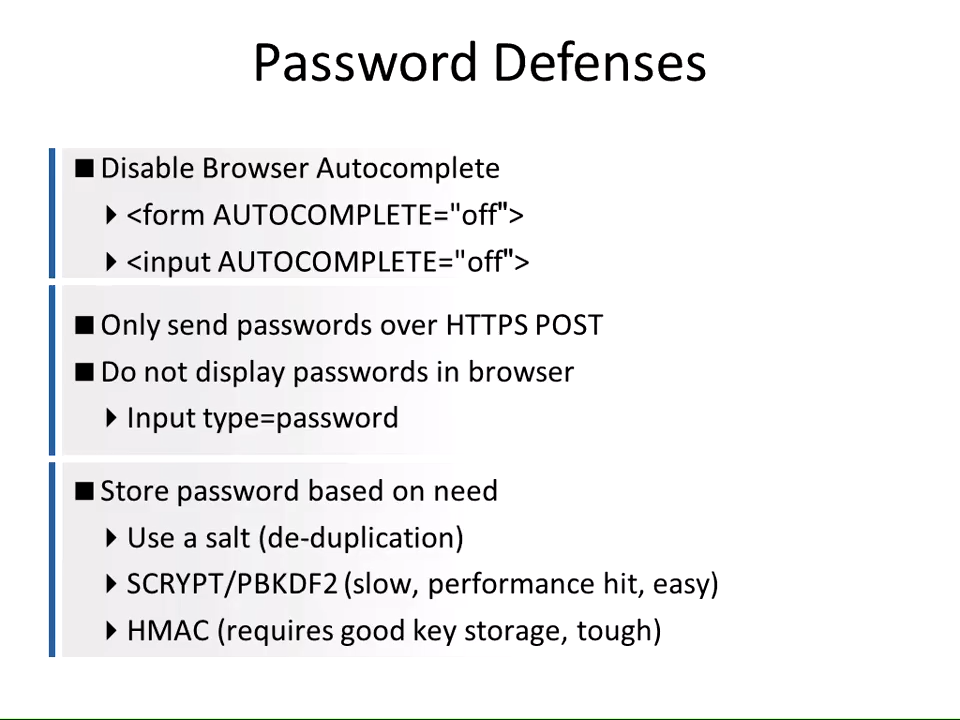 Password Defenses
■ Disable Browser Autocomplete
▶ <form AUTOCOMPLETE="off">
▶ <input AUTOCOMPLETE="off">
■ Only send passwords over HTTPS POST
■ Do not display passwords in browser
▶ Input type=password
■ Store password based on need
▶ Use a salt (de-duplication)
▶ SCRYPT/PBKDF2 (slow, performance hit, easy)
▶ HMAC (requires good key storage, tough)